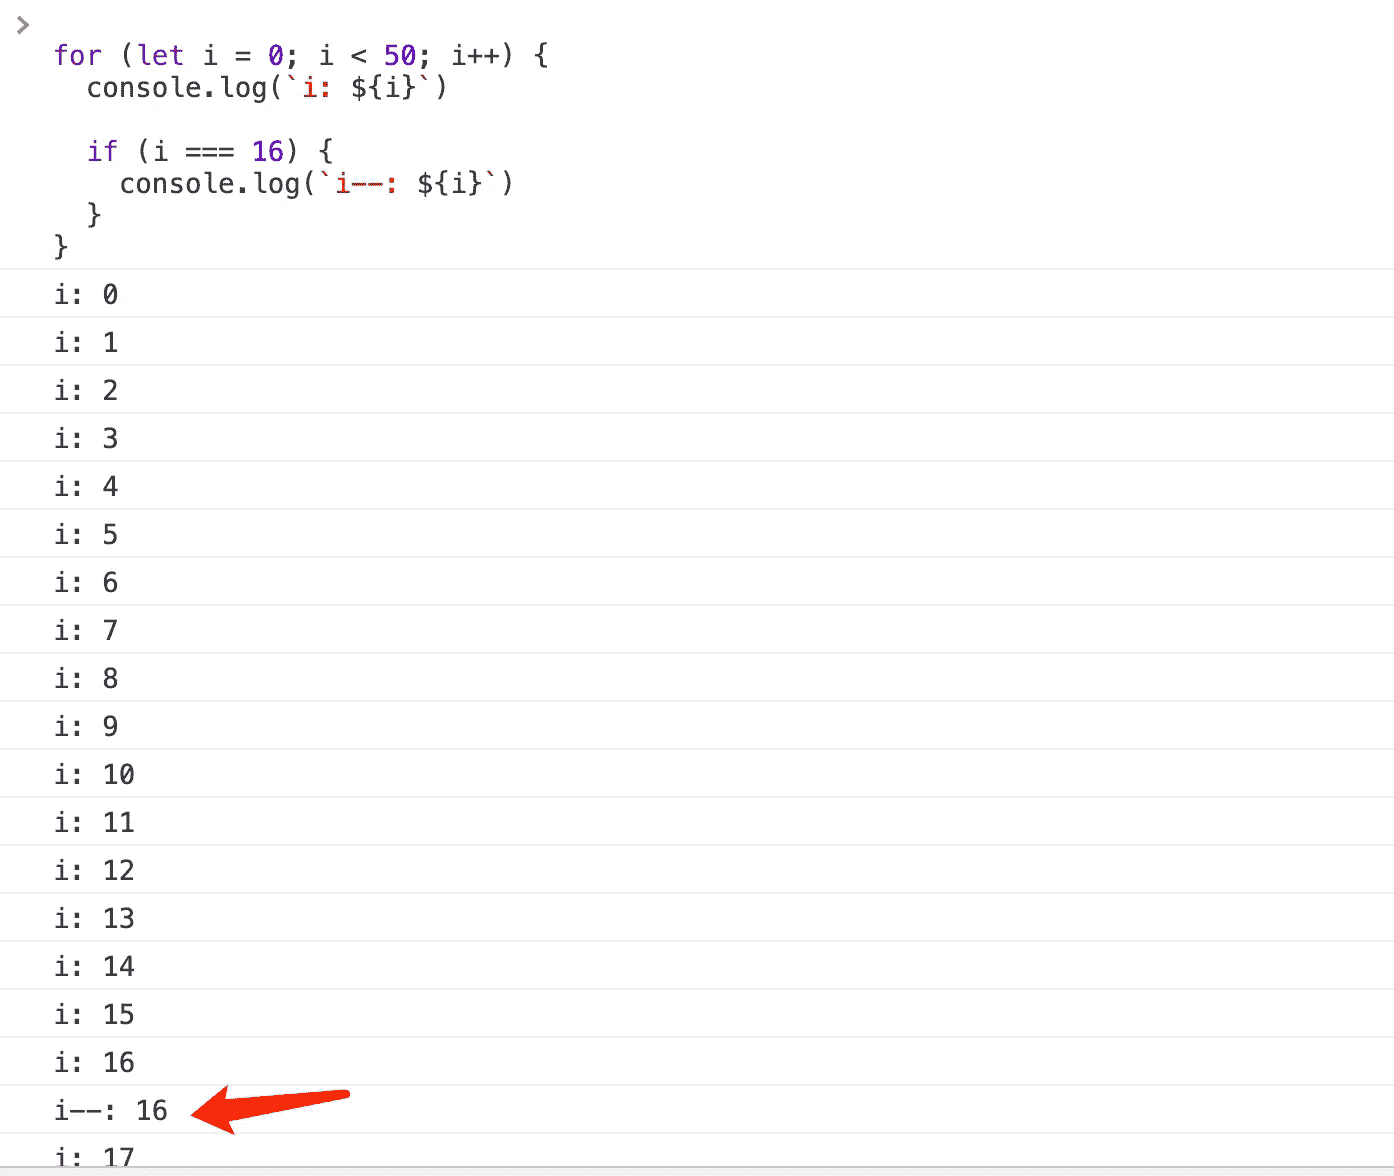 >
for (let i = 0; i < 50; i++) {
  console.log(`i: ${i}`)

  if (i === 16) {
    console.log(`i--: ${i}`)
  }
}
i: 0
i: 1
i: 2
i: 3
i: 4
i: 5
i: 6
i: 7
i: 8
i: 9
i: 10
i: 11
i: 12
i: 13
i: 14
i: 15
i: 16
i--: 16
i: 17